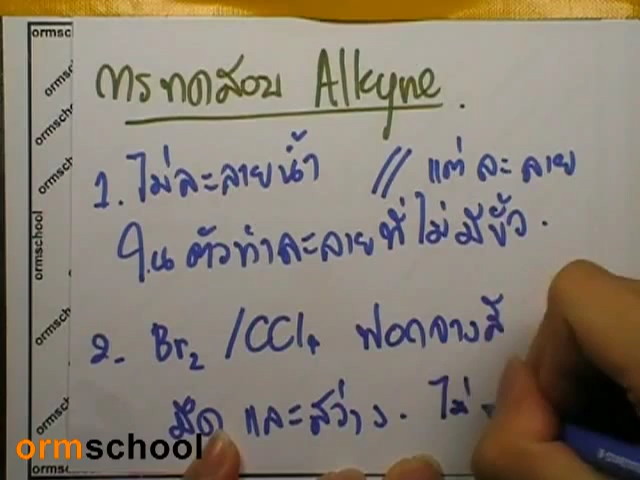 การทดสอบ Alkyne.
1. ไม่ละลายน้ำ // แต่ละลาย
ใน ตัวทำละลายที่ไม่มีขั้ว.
2- Br₂ /CCl₄ ฟอกจางสี
มืด และสว่าง. ไม่
ormschool
ormschool
ormschool